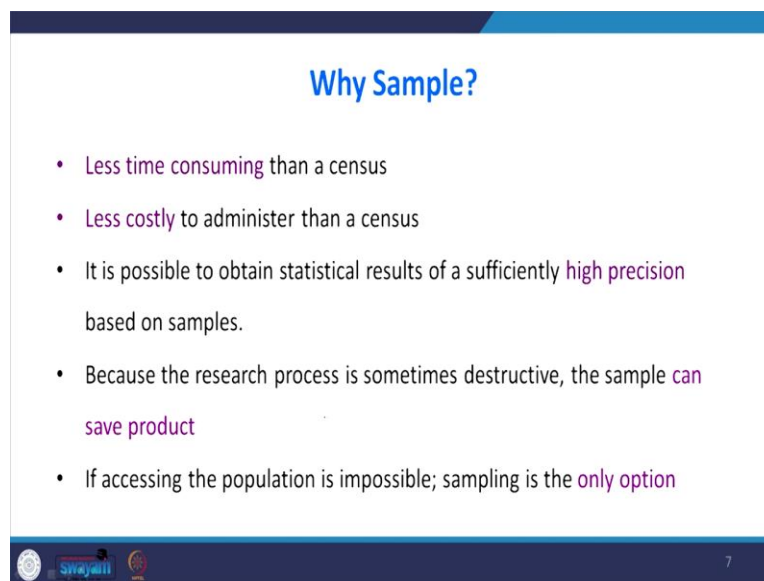 Why Sample?
• Less time consuming than a census
• Less costly to administer than a census
• It is possible to obtain statistical results of a sufficiently high precision
based on samples.
• Because the research process is sometimes destructive, the sample can
save product
• If accessing the population is impossible; sampling is the only option
swayam
7